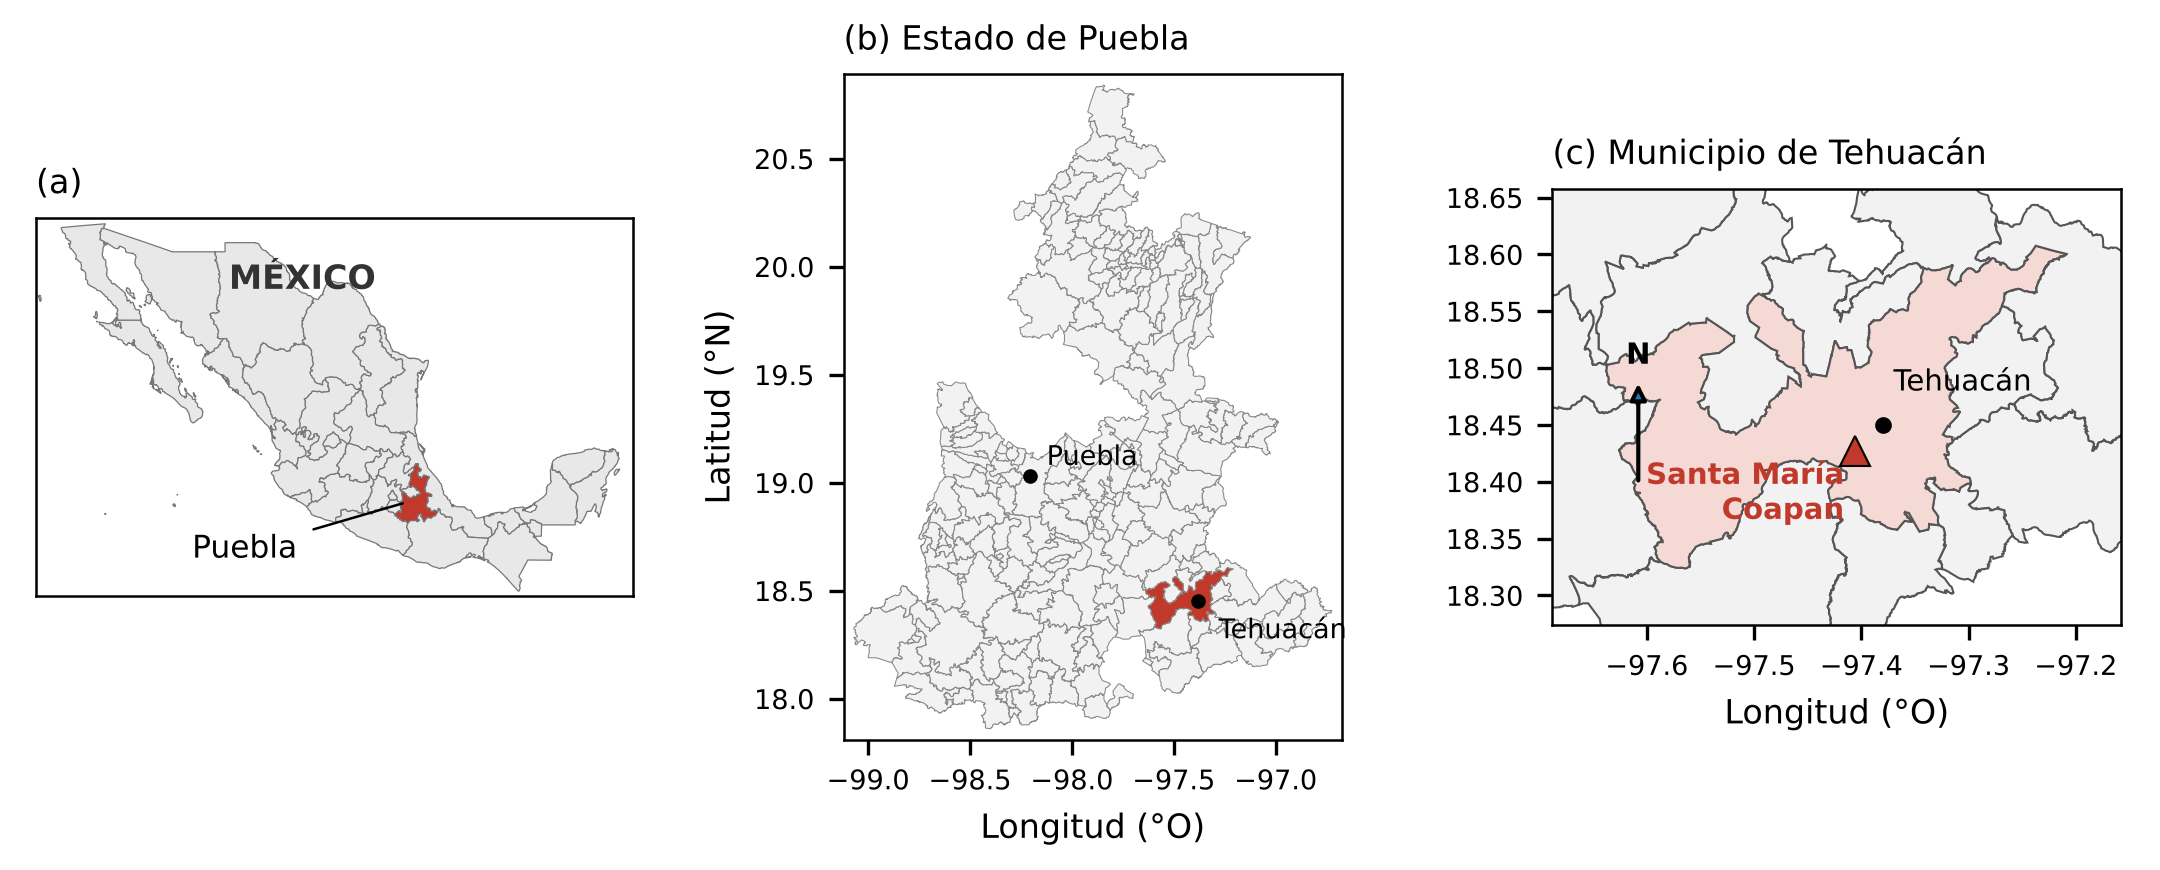 (a)
MÉXICO
Puebla
(b) Estado de Puebla
Latitud (°N)
20.5
20.0
19.5
19.0
18.5
18.0
Puebla
Tehuacán
−99.0 −98.5 −98.0 −97.5 −97.0
Longitud (°O)
(c) Municipio de Tehuacán
18.65
18.60
18.55
18.50
18.45
18.40
18.35
18.30
N
Tehuacán
Santa María
Coapan
−97.6 −97.5 −97.4 −97.3 −97.2
Longitud (°O)